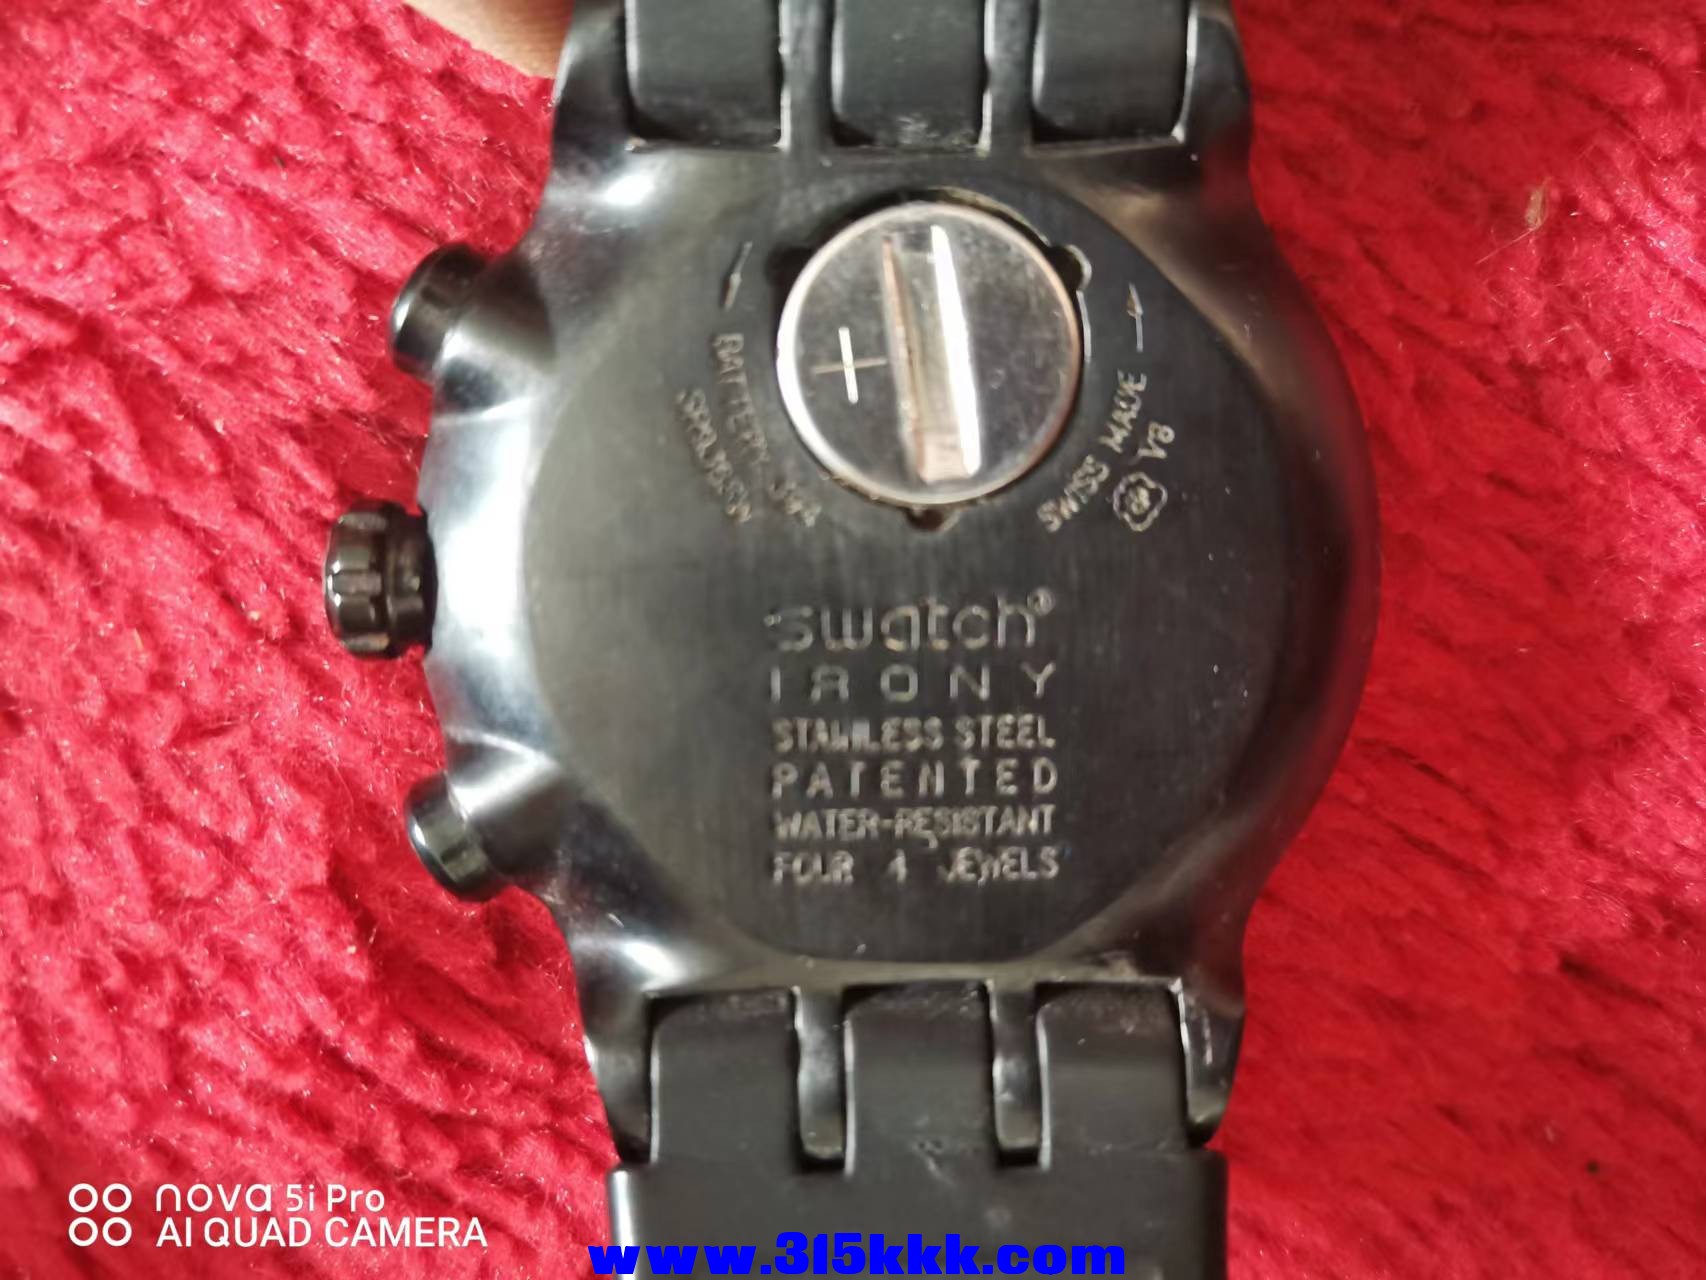 BATTERY 394
SWISS MADE
V8
swatch®
IRONY
STAINLESS STEEL
PATENTED
WATER-RESISTANT
FOUR 4 JEWELS
nova 5i Pro
AI QUAD CAMERA
www.315kkk.com